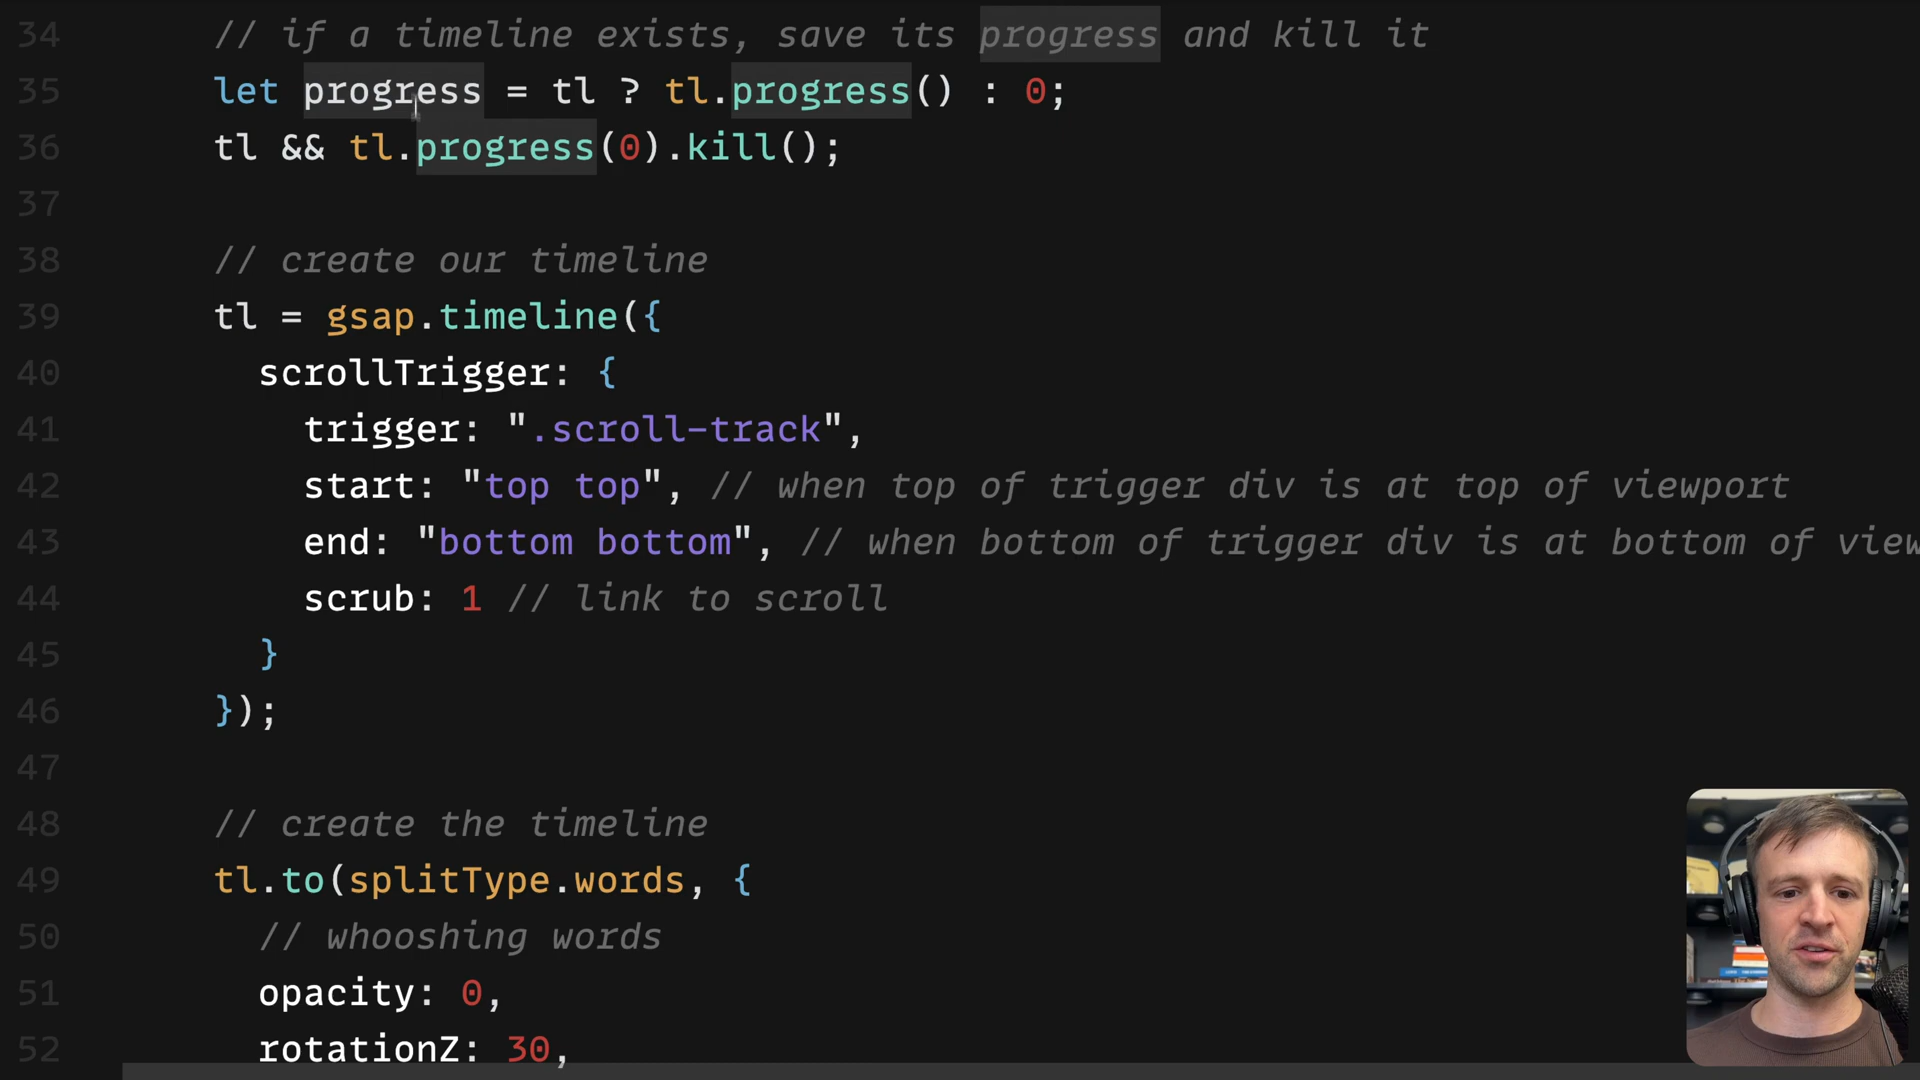 34 // if a timeline exists, save its progress and kill it
35 let progress = tl ? tl.progress() : 0;
36 tl && tl.progress(0).kill();
37
38 // create our timeline
39 tl = gsap.timeline({
40 scrollTrigger: {
41 trigger: ".scroll-track",
42 start: "top top", // when top of trigger div is at top of viewport
43 end: "bottom bottom", // when bottom of trigger div is at bottom of
44 scrub: 1 // link to scroll
45 }
46 });
47
48 // create the timeline
49 tl.to(splitType.words, {
50 // whooshing words
51 opacity: 0,
52 rotationZ: 30,